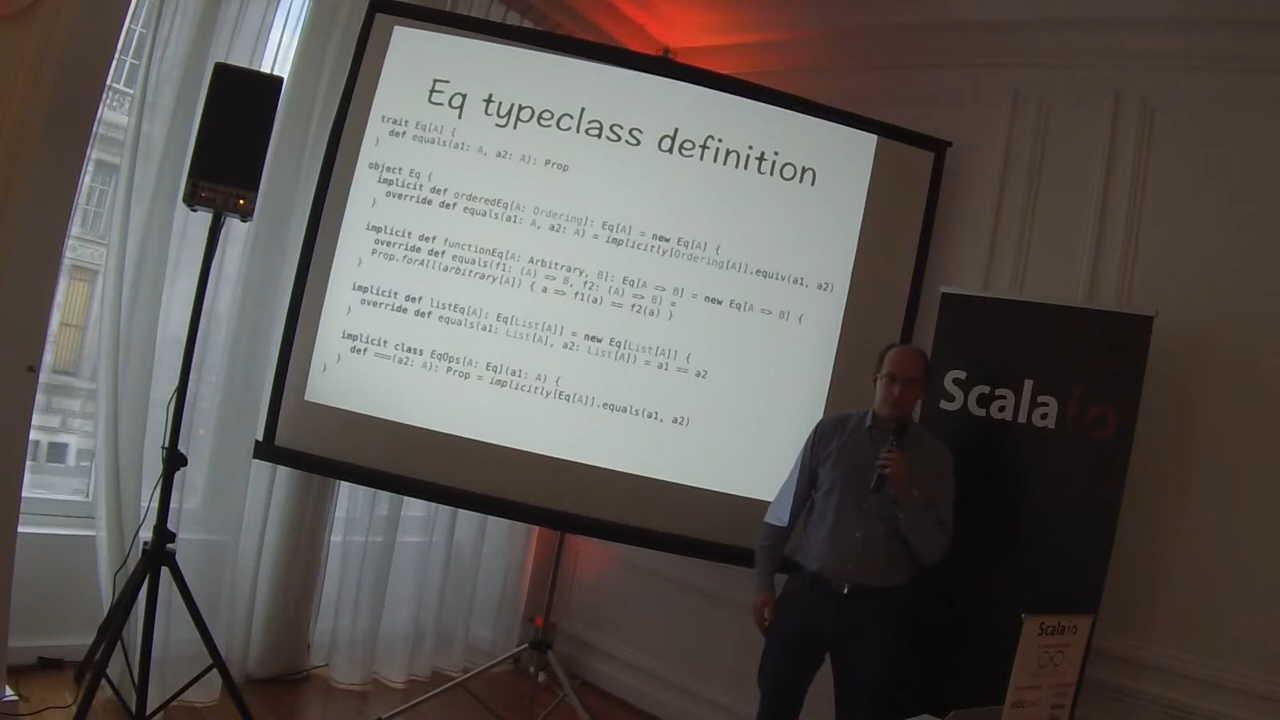 Eq typeclass definition
trait Eq[A] {
def equals(a1: A, a2: A): Prop
}
object Eq {
implicit def orderedEq[A: Ordering]: Eq[A] = new Eq[A] {
override def equals(a1: A, a2: A) = implicitly[Ordering[A]].equiv(a1, a2)
}
implicit def functionEq[A: Arbitrary, B]: Eq[A => B] = new Eq[A => B] {
override def equals(f1: (A) => B, f2: (A) => B) =
Prop.forAll(arbitrary[A]) { a => f1(a) == f2(a) }
}
implicit def listEq[A]: Eq[List[A]] = new Eq[List[A]] {
override def equals(a1: List[A], a2: List[A]) = a1 == a2
}
implicit class EqOps[A: Eq](a1: A) {
def ===(a2: A): Prop = implicitly[Eq[A]].equals(a1, a2)
}
}
Scala io
Scala io